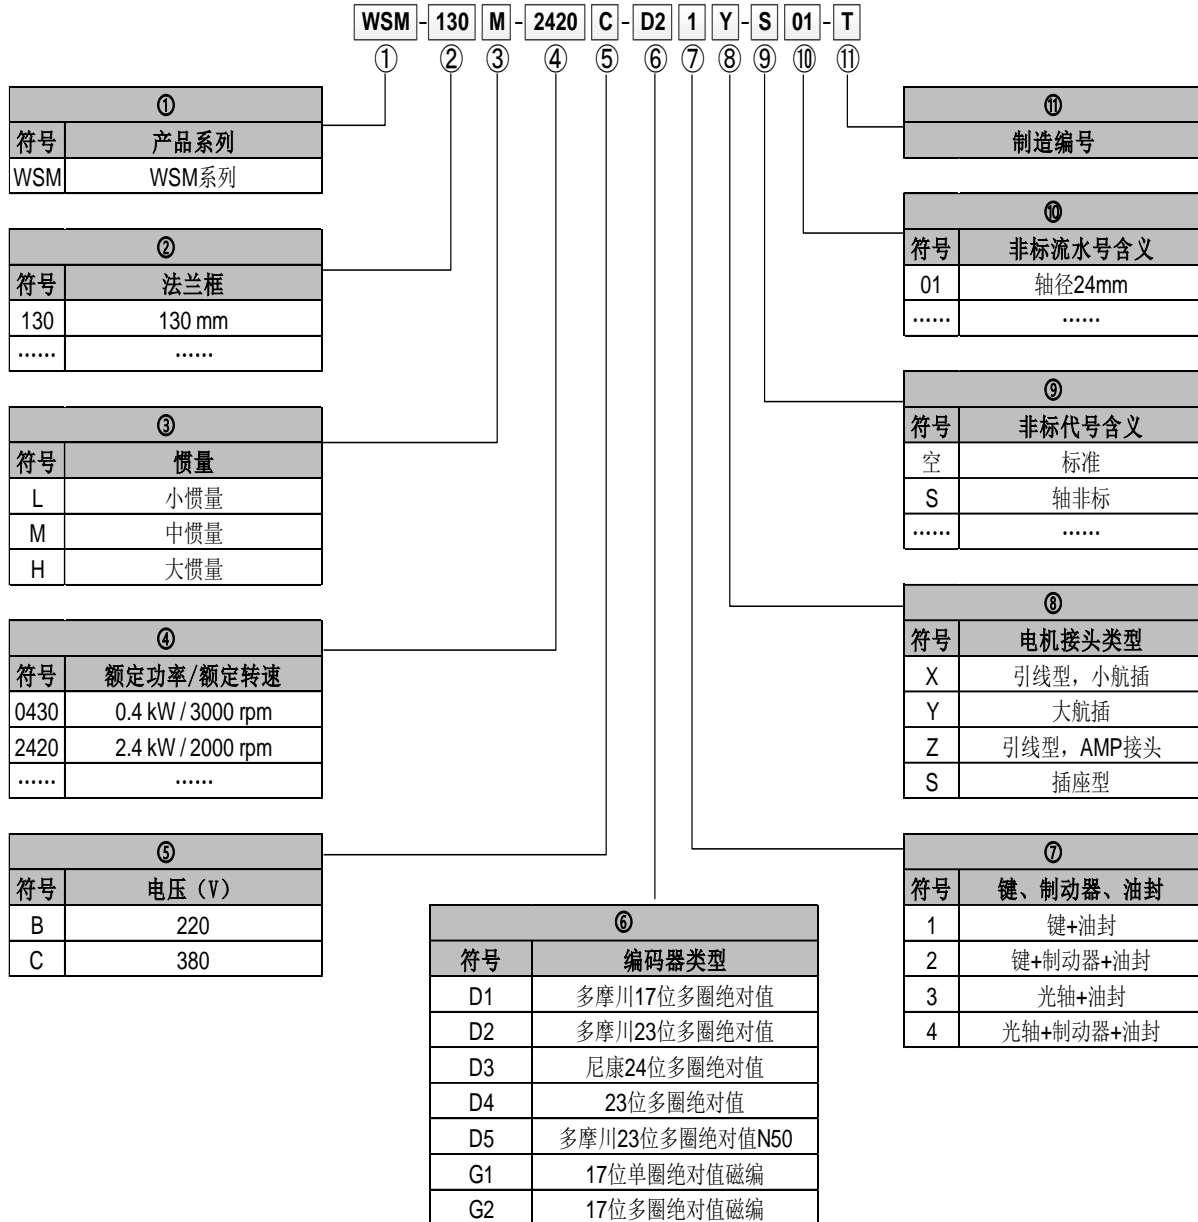 WSM - 130 M - 2420 C - D2 1 Y - S 01 - T
① ② ③ ④ ⑤ ⑥ ⑦ ⑧ ⑨ ⑩ ⑪
①
符号 产品系列
WSM WSM系列
②
符号 法兰框
130 130 mm
…… ……
③
符号 惯量
L 小惯量
M 中惯量
H 大惯量
④
符号 额定功率/额定转速
0430 0.4 kW / 3000 rpm
2420 2.4 kW / 2000 rpm
…… ……
⑤
符号 电压（V）
B 220
C 380
⑥
符号 编码器类型
D1 多摩川17位多圈绝对值
D2 多摩川23位多圈绝对值
D3 尼康24位多圈绝对值
D4 23位多圈绝对值
D5 多摩川23位多圈绝对值N50
G1 17位单圈绝对值磁编
G2 17位多圈绝对值磁编
⑪
制造编号
⑩
符号 非标流水号含义
01 轴径24mm
…… ……
⑨
符号 非标代号含义
空 标准
S 轴非标
…… ……
⑧
符号 电机接头类型
X 引线型，小航插
Y 大航插
Z 引线型，AMP接头
S 插座型
⑦
符号 键、制动器、油封
1 键+油封
2 键+制动器+油封
3 光轴+油封
4 光轴+制动器+油封